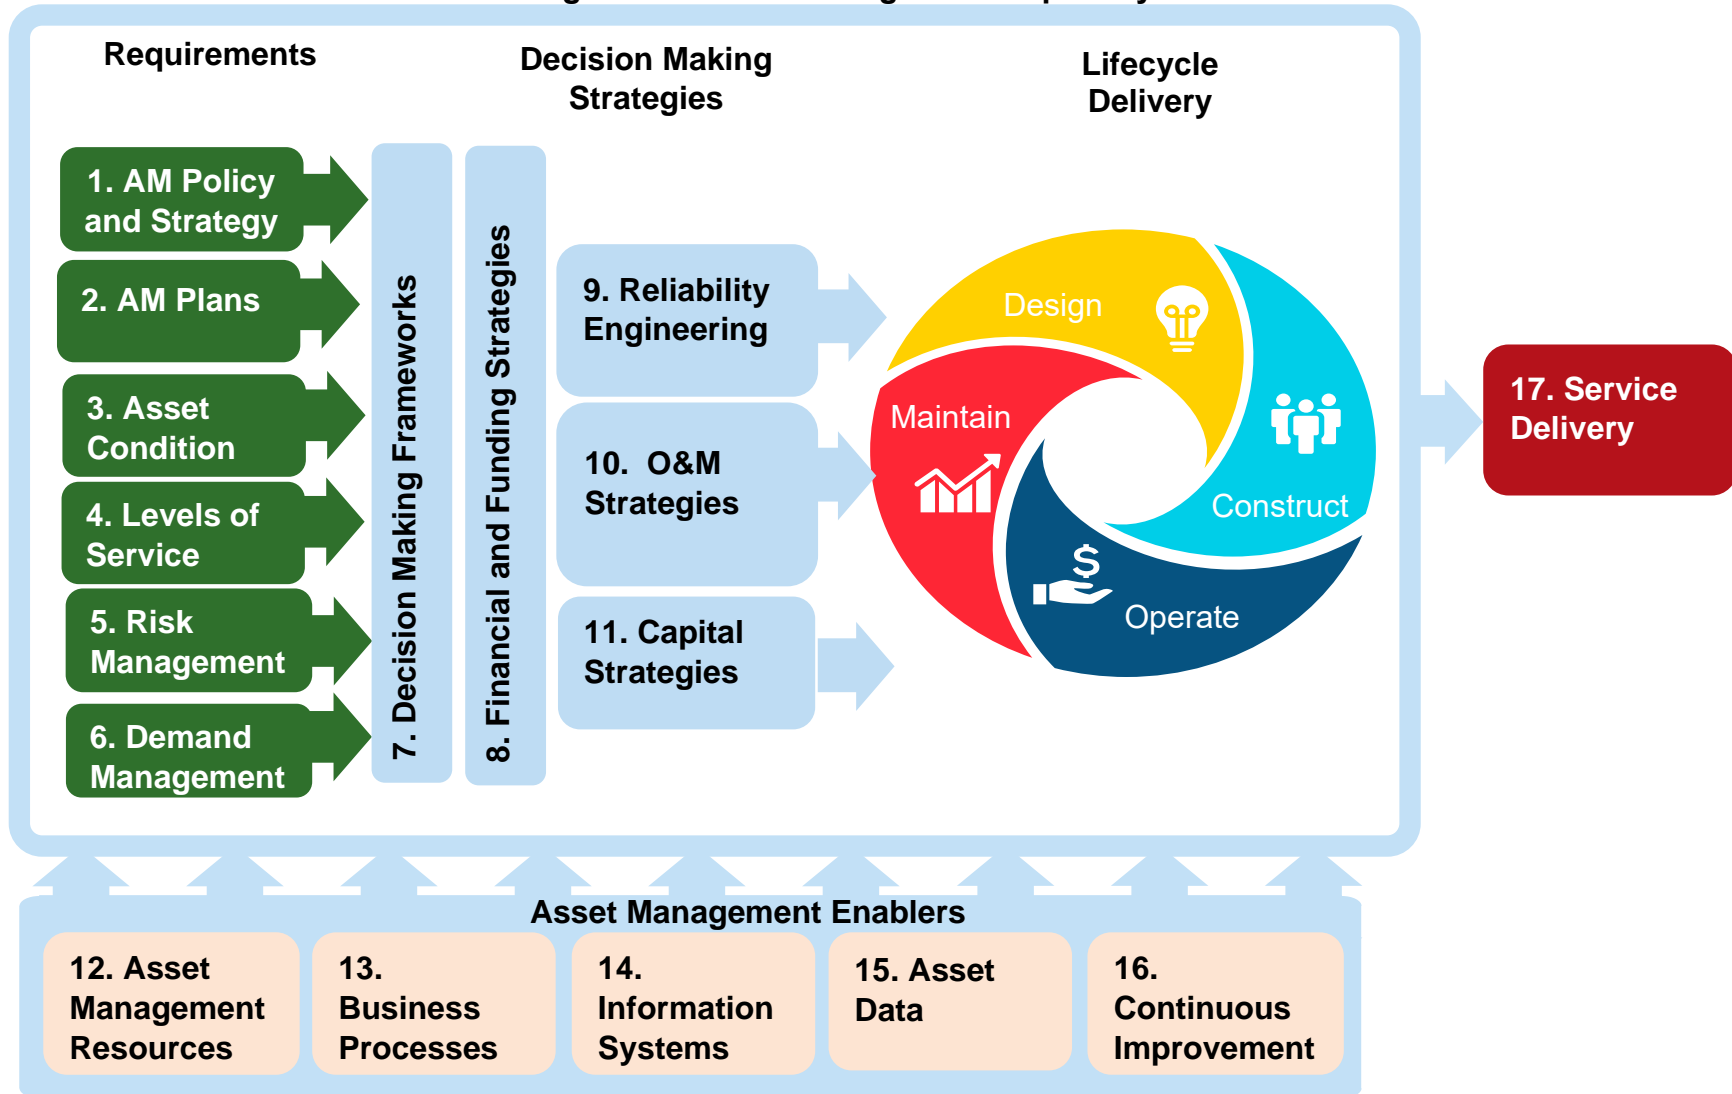 Requirements
Decision Making
Strategies
Lifecycle
Delivery
1. AM Policy
and Strategy
2. AM Plans
3. Asset
Condition
4. Levels of
Service
5. Risk
Management
6. Demand
Management
7. Decision Making Frameworks
8. Financial and Funding Strategies
9. Reliability
Engineering
10. O&M
Strategies
11. Capital
Strategies
Design
Maintain
Construct
Operate
$
17. Service
Delivery
Asset Management Enablers
12. Asset
Management
Resources
13.
Business
Processes
14.
Information
Systems
15. Asset
Data
16.
Continuous
Improvement